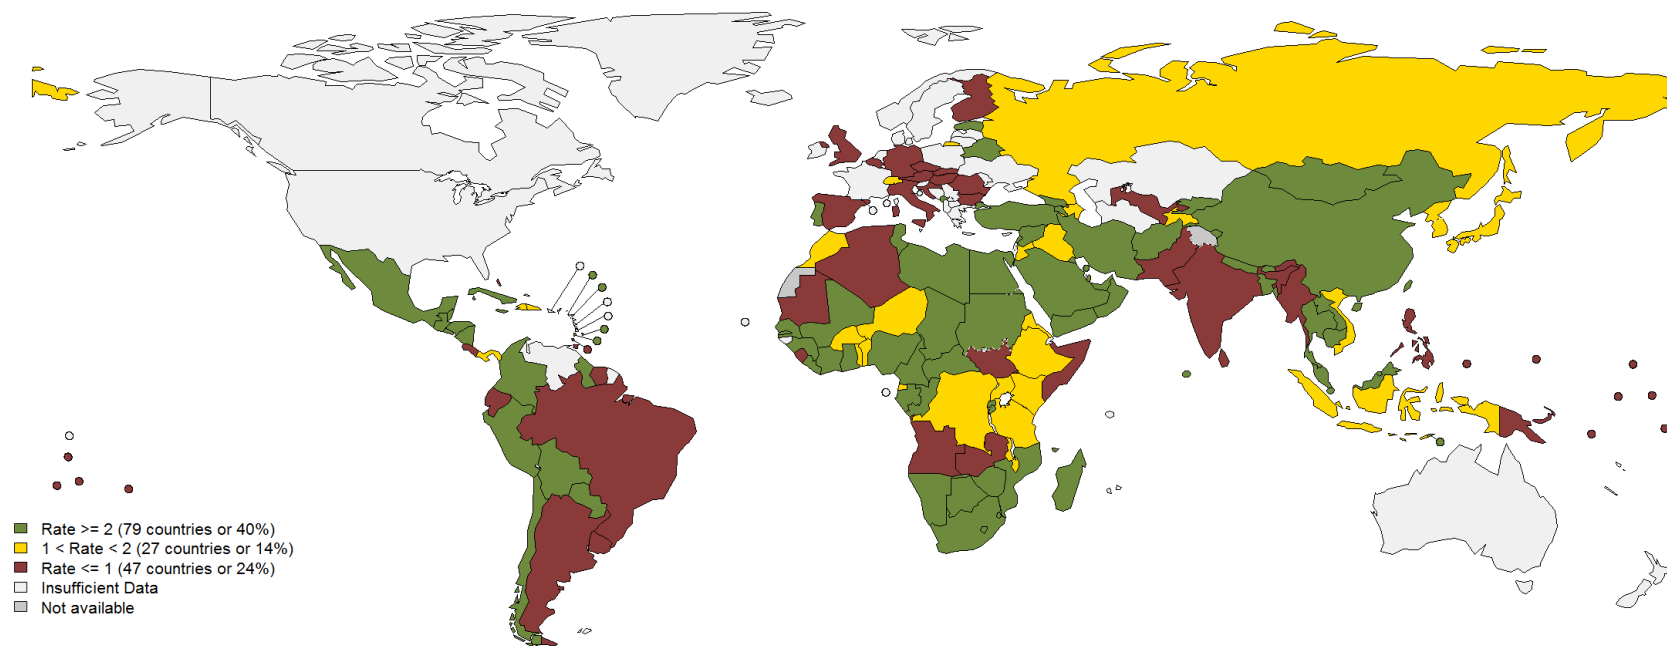 Rate >= 2 (79 countries or 40%)
1 < Rate < 2 (27 countries or 14%)
Rate <= 1 (47 countries or 24%)
Insufficient Data
Not available